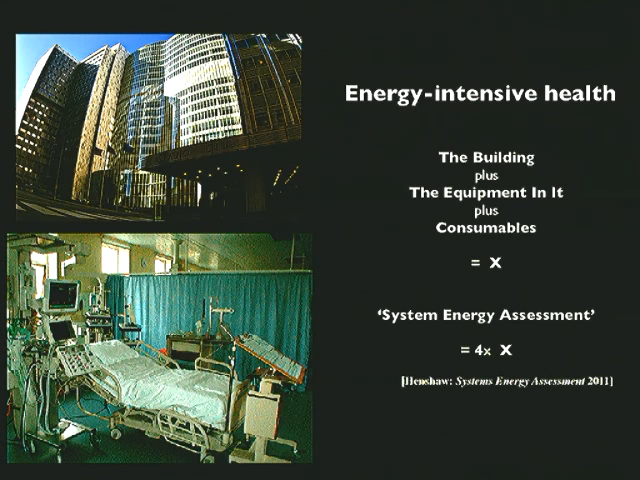 Energy-intensive health
The Building
plus
The Equipment In It
plus
Consumables
= X
‘System Energy Assessment’
= 4x X
[Henshaw: Systems Energy Assessment 2011]